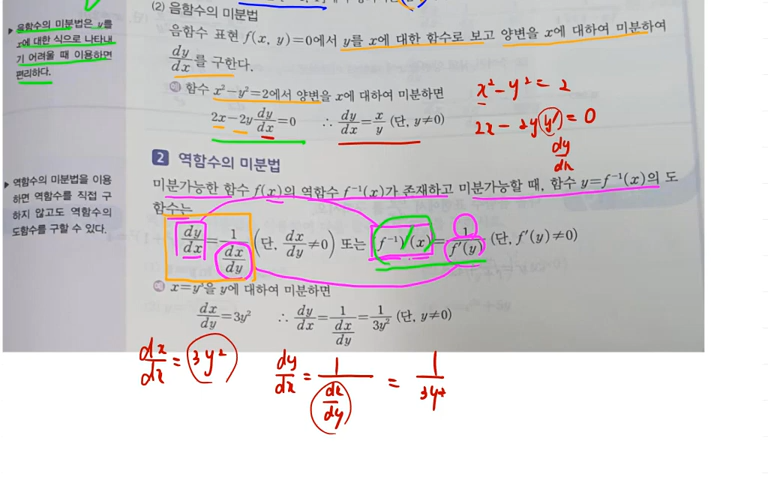 (2) 음함수의 미분법
음함수 표현 f(x, y)=0에서 y를 x에 대한 함수로 보고 양변을 x에 대하여 미분하여
dy/dx를 구한다.
예 함수 x²-y²=2에서 양변을 x에 대하여 미분하면
2x-2y dy/dx=0 ∴ dy/dx=x/y (단, y≠0)
▶ 음함수의 미분법은 y를
x에 대한 식으로 나타내
기 어려울 때 이용하면
편리하다.
x²-y²=2
2x-2y y'=0
dy/dx
2 역함수의 미분법
미분가능한 함수 f(x)의 역함수 f⁻¹(x)가 존재하고 미분가능할 때, 함수 y=f⁻¹(x)의 도
함수는
dy/dx=1/(dx/dy) (단, dx/dy≠0) 또는 (f⁻¹)'(x)=1/f'(y) (단, f'(y)≠0)
예 x=y³을 y에 대하여 미분하면
dx/dy=3y² ∴ dy/dx=1/(dx/dy)=1/3y² (단, y≠0)
▶ 역함수의 미분법을 이용
하면 역함수를 직접 구
하지 않고도 역함수의
도함수를 구할 수 있다.
dx/dx=3y² dy/dx=1/(dx/dy)=